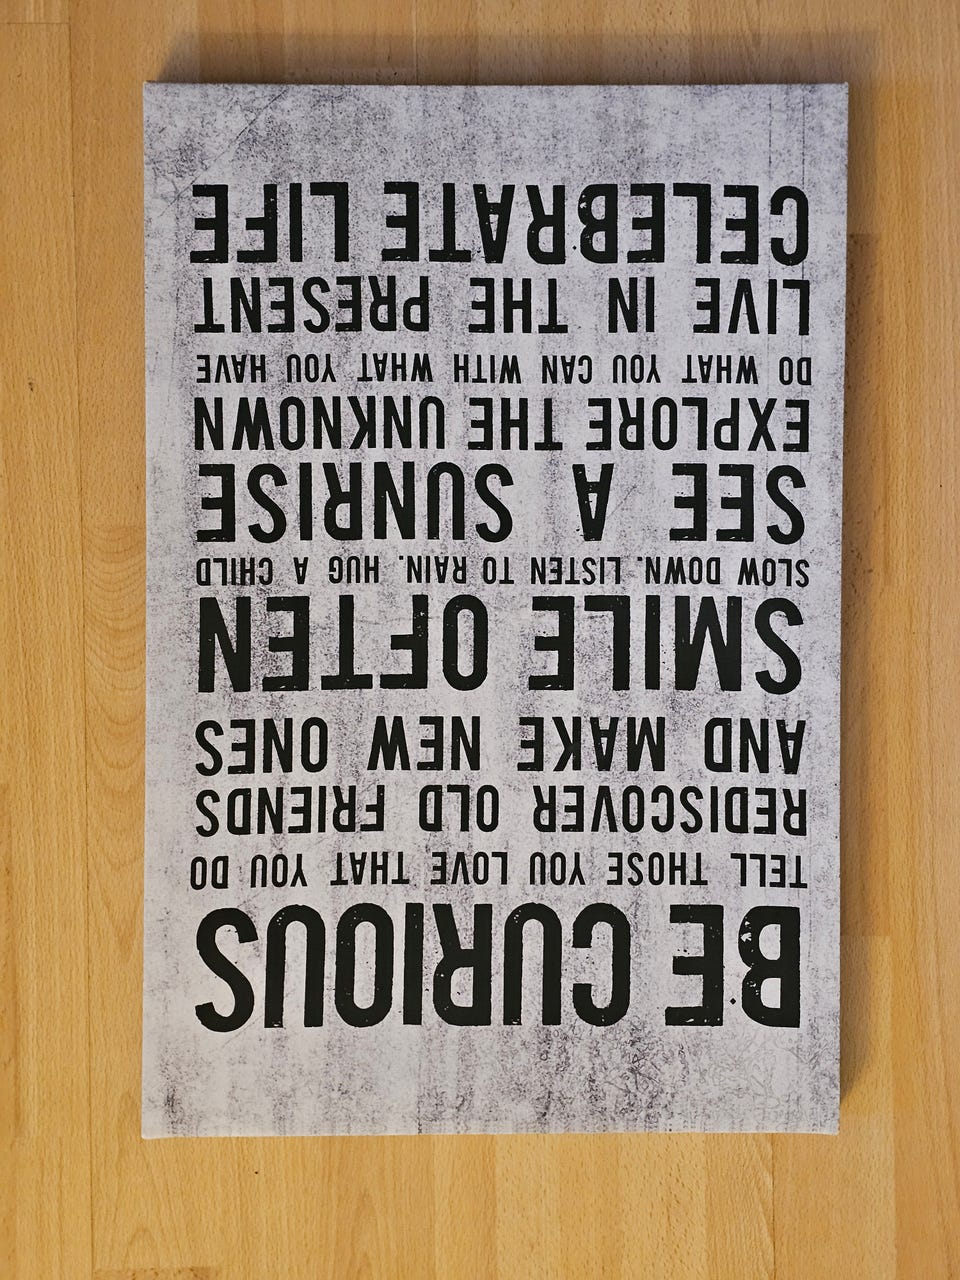 BE CURIOUS
TELL THOSE YOU LOVE THAT YOU DO
REDISCOVER OLD FRIENDS
AND MAKE NEW ONES
SMILE OFTEN
SLOW DOWN. LISTEN TO RAIN. HUG A CHILD
SEE A SUNRISE
EXPLORE THE UNKNOWN
DO WHAT YOU CAN WITH WHAT YOU HAVE
LIVE IN THE PRESENT
CELEBRATE LIFE